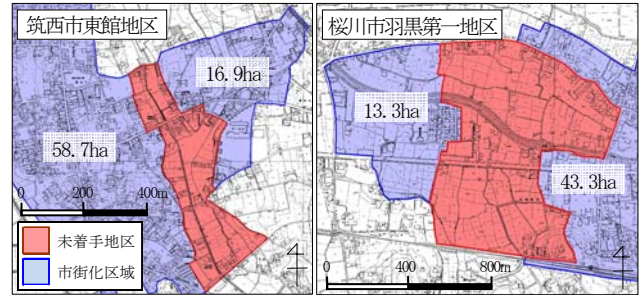 筑西市東館地区
16.9ha
58.7ha
0 200 400m
未着手地区
市街化区域
桜川市羽黒第一地区
13.3ha
43.3ha
0 400 800m